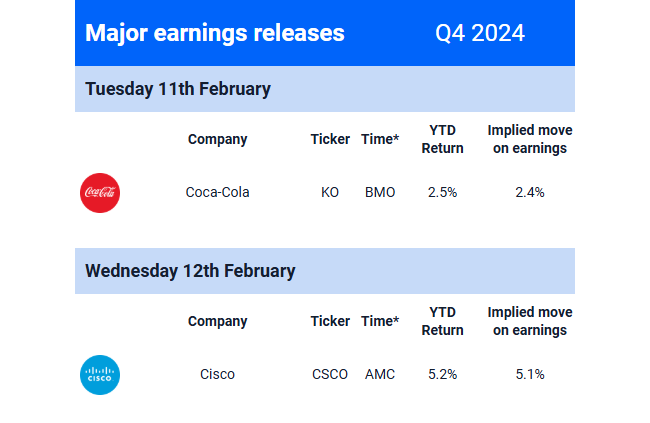 Major earnings releases Q4 2024
Tuesday 11th February
Company Ticker Time* YTD Return Implied move on earnings
Coca-Cola Coca-Cola KO BMO 2.5% 2.4%
Wednesday 12th February
Company Ticker Time* YTD Return Implied move on earnings
CISCO Cisco CSCO AMC 5.2% 5.1%